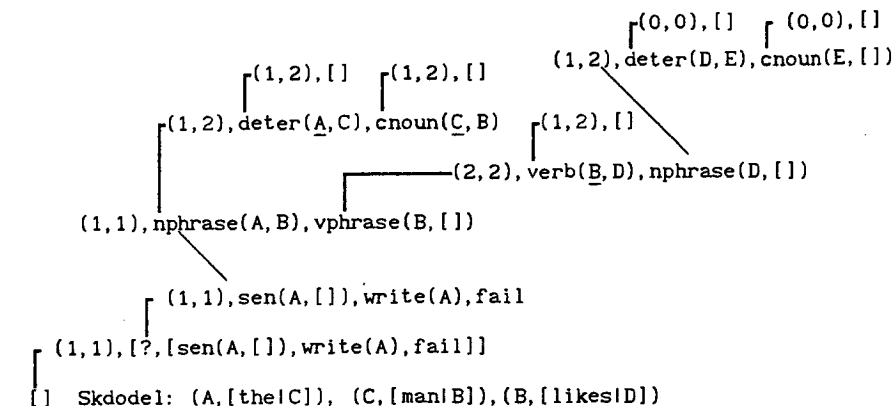 (0,0),[] (0,0),[]
(1,2),deter(D,E),cnoun(E,[])
(1,2),[] (1,2),[]
(1,2),deter(A,C),cnoun(C,B) (1,2),[]
(2,2),verb(B,D),nphrase(D,[])
(1,1),nphrase(A,B),vphrase(B,[])
(1,1),sen(A,[]),write(A),fail
(1,1),[?,[sen(A,[]),write(A),fail]]
[] Skdodel: (A,[the|C]), (C,[man|B]),(B,[likes|D])